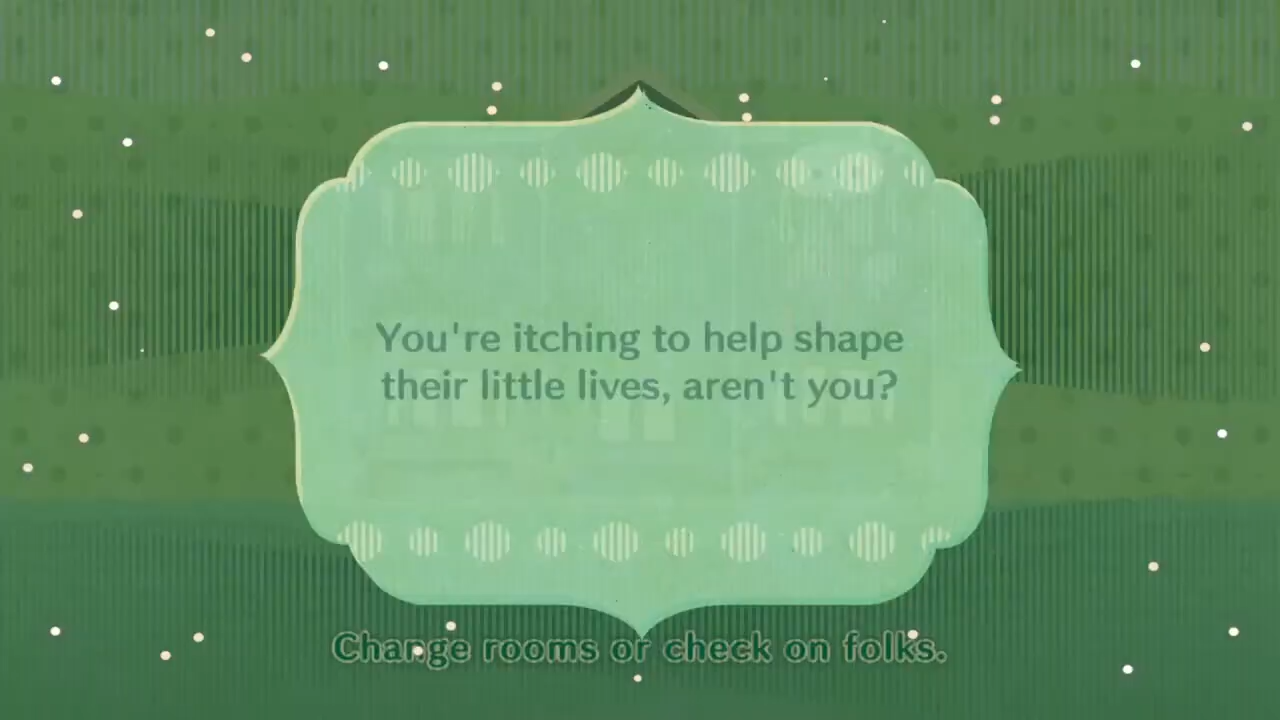 You're itching to help shape
their little lives, aren't you?
Change rooms or check on folks.